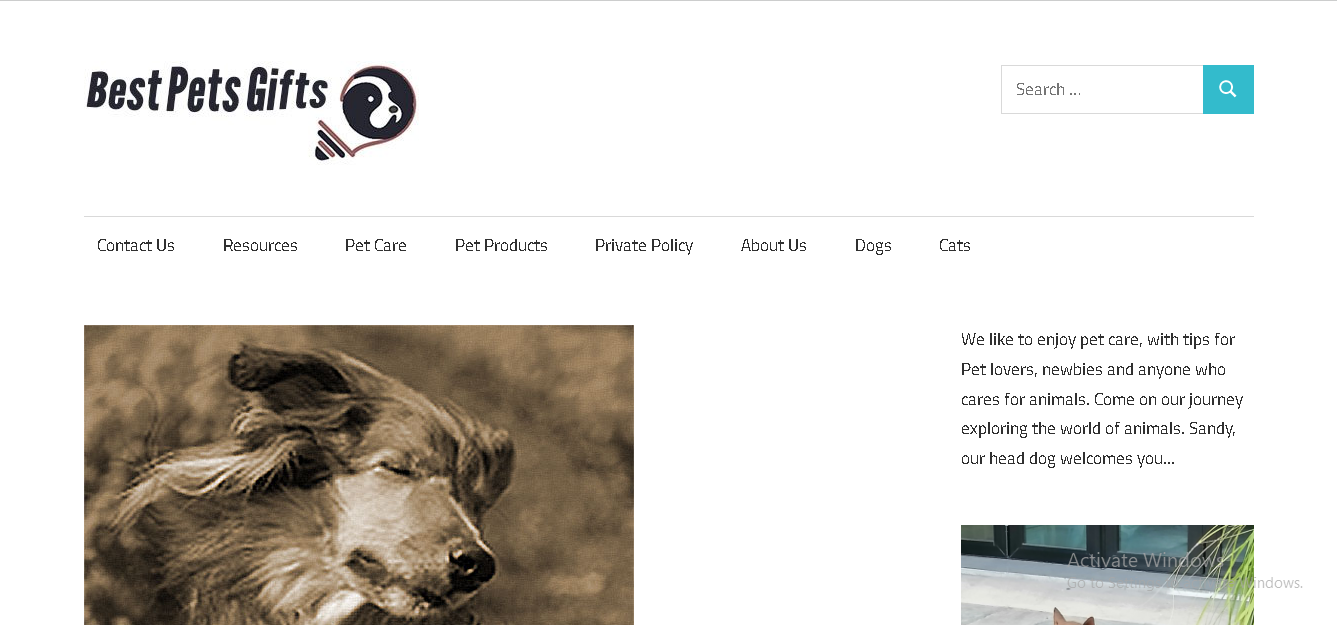 Best Pets Gifts
Search ...
Contact Us Resources Pet Care Pet Products Private Policy About Us Dogs Cats
We like to enjoy pet care, with tips for
Pet lovers, newbies and anyone who
cares for animals. Come on our journey
exploring the world of animals. Sandy,
our head dog welcomes you...
Activate Windows
Go to